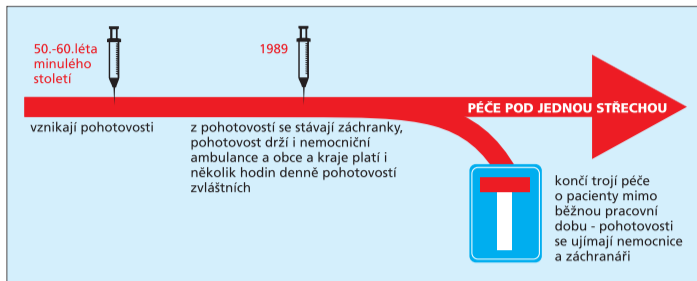 50.-60.léta
minulého
století
1989
PÉČE POD JEDNOU STŘECHOU
vznikají pohotovosti
z pohotovostí se stávají záchranky,
pohotovost drží i nemocniční
ambulance a obce a kraje platí i
několik hodin denně pohotovostí
zvláštních
končí trojí péče
o pacienty mimo
běžnou pracovní
dobu - pohotovosti
se ujímají nemocnice
a záchranáři